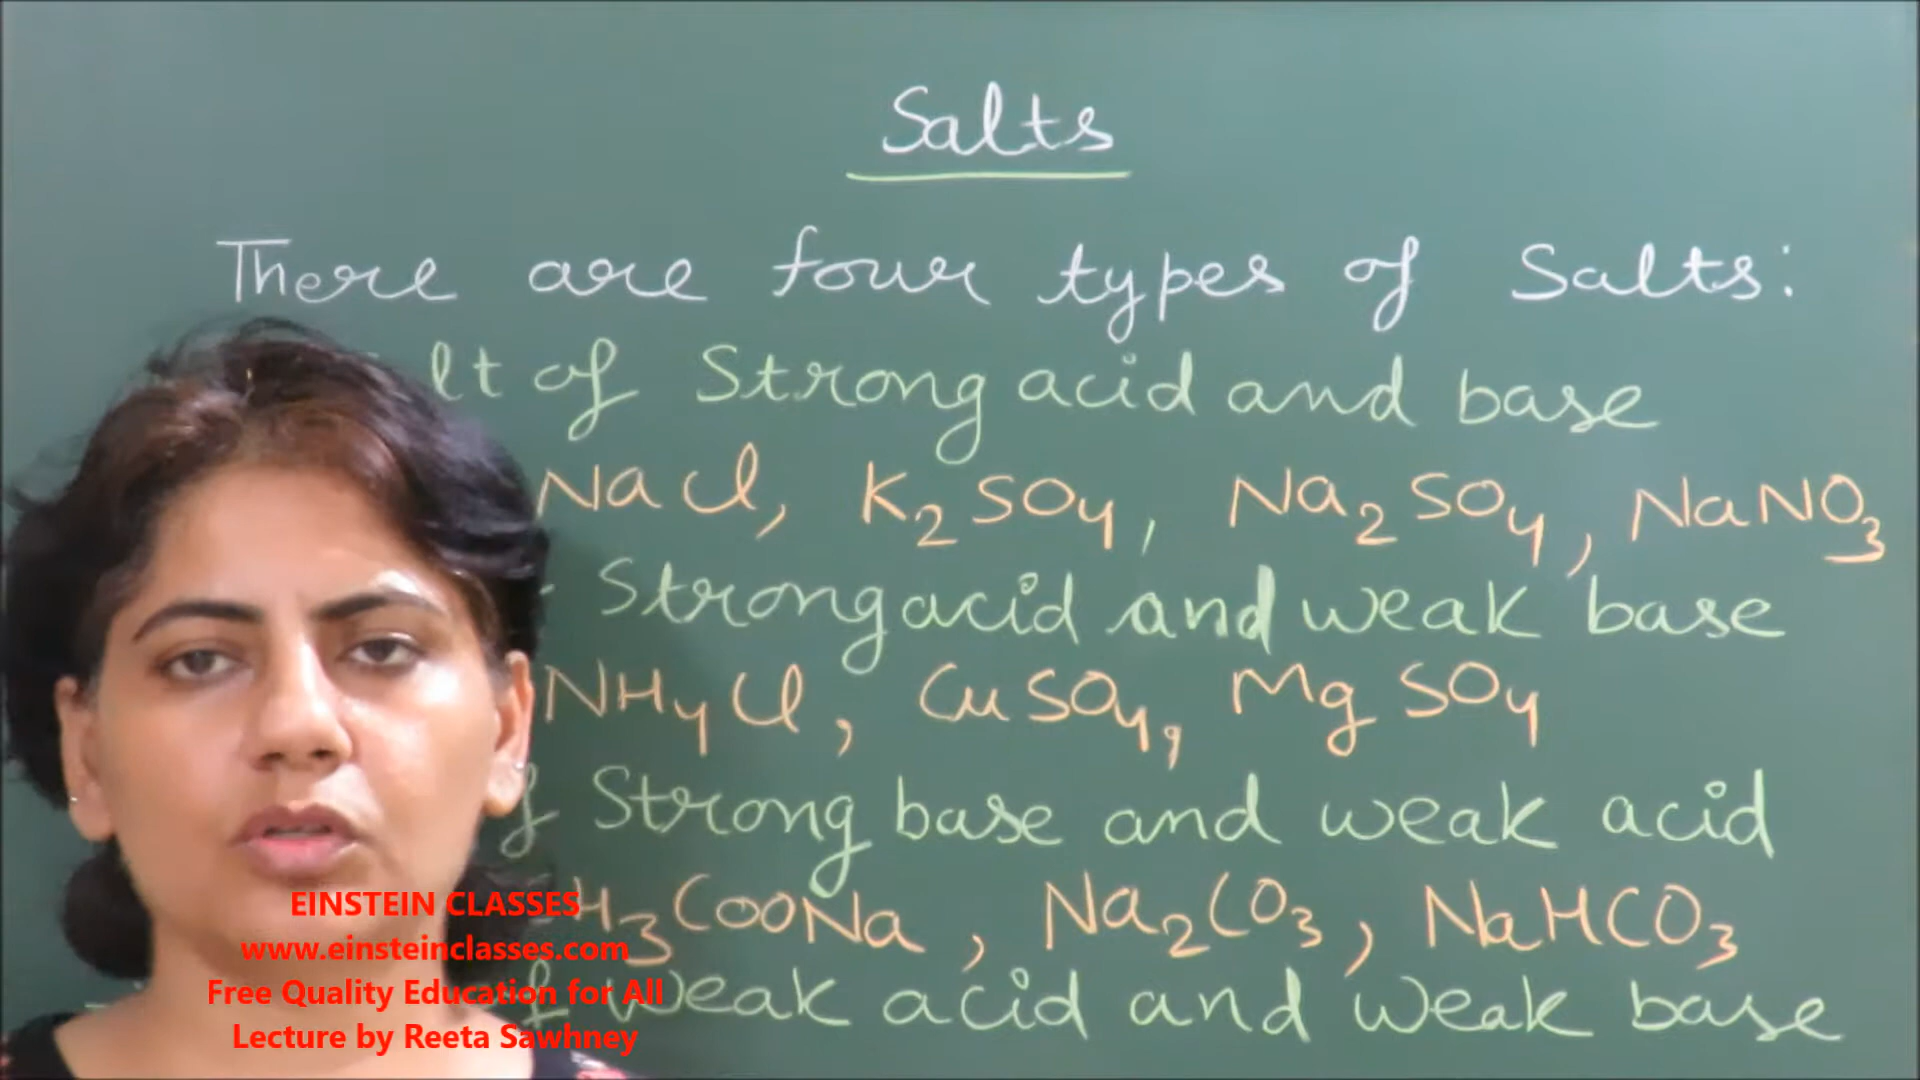 Salts
There are four types of Salts:
lt of Strong acid and base
NaCl, K2SO4, Na2SO4, NaNO3
Strong acid and weak base
NH4Cl, CuSO4, MgSO4
f Strong base and weak acid
H3COONa, Na2CO3, NaHCO3
f weak acid and weak base
EINSTEIN CLASSES
www.einsteinclasses.com
Free Quality Education for All
Lecture by Reeta Sawhney